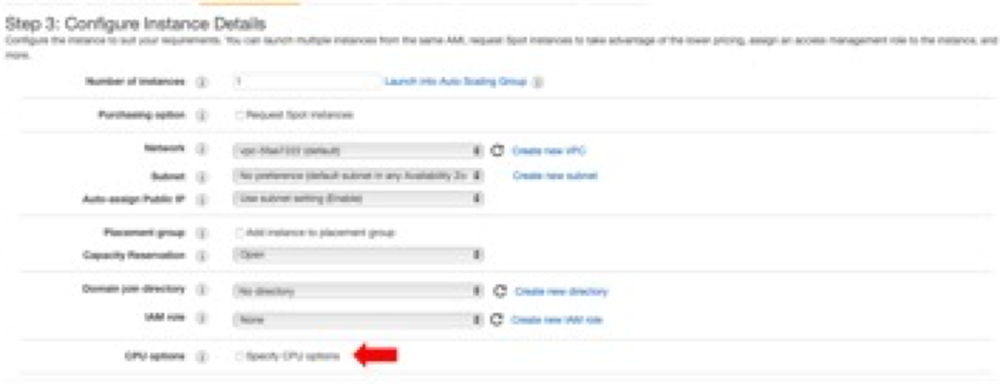 Step 3: Configure Instance Details
Configure the instance to suit your requirements. You can launch multiple instances from the same AMI, request Spot instances to take advantage of the lower pricing, assign an access management role to the instance, and
more.
Number of instances 1 Launch into Auto Scaling Group
Purchasing option Request Spot instances
Network (default) Create new VPC
Subnet No preference (default subnet in any Availability Zo Create new subnet
Auto-assign Public IP Use subnet setting (Enable)
Placement group Add instance to placement group
Capacity Reservation Open
Domain join directory No directory Create new directory
IAM role None Create new IAM role
CPU options Specify CPU options